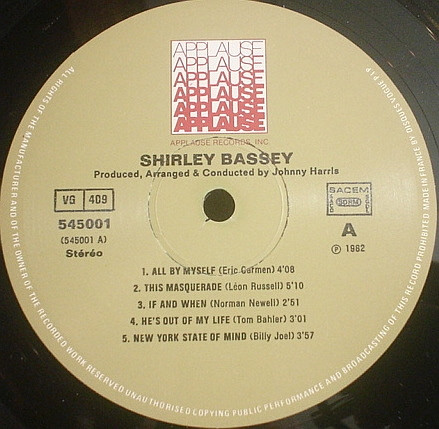 APPLAUSE
APPLAUSE
APPLAUSE
APPLAUSE
APPLAUSE
APPLAUSE
APPLAUSE RECORDS, INC.
SHIRLEY BASSEY
Produced, Arranged & Conducted by Johnny Harris
VG 409
545001
(545001 A)
Stéréo
SACEM
SDRM
A
℗ 1982
1. ALL BY MYSELF (Eric Carmen) 4'08
2. THIS MASQUERADE (Léon Russell) 5'10
3. IF AND WHEN (Norman Newell) 2'51
4. HE'S OUT OF MY LIFE (Tom Bahler) 3'01
5. NEW YORK STATE OF MIND (Billy Joel) 3'57
ALL RIGHTS OF THE MANUFACTURER AND OF THE OWNER OF THE RECORDED WORK RESERVED UNAUTHORISED COPYING PUBLIC PERFORMANCE AND BROADCASTING OF THIS RECORD PROHIBITED MADE IN FRANCE BY DISQUES VOGUE P.I.P